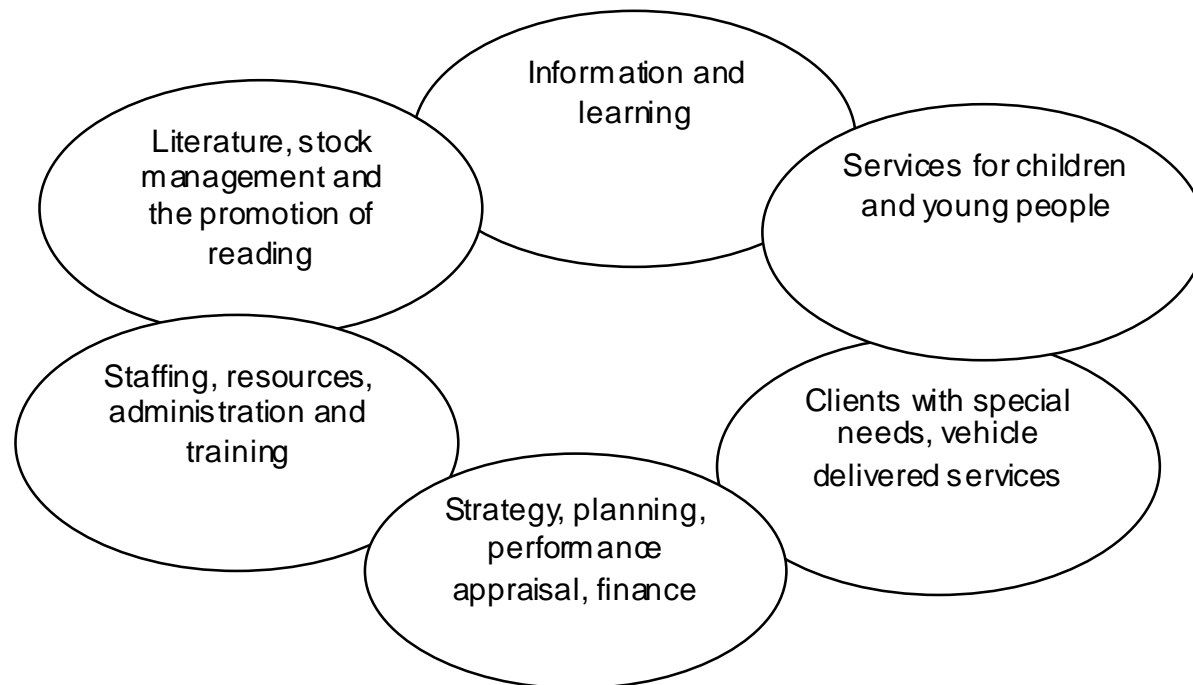 Information and
learning
Literature, stock
management and
the promotion of
reading
Services for children
and young people
Staffing, resources,
administration and
training
Clients with special
needs, vehicle
delivered services
Strategy, planning,
performance
appraisal, finance